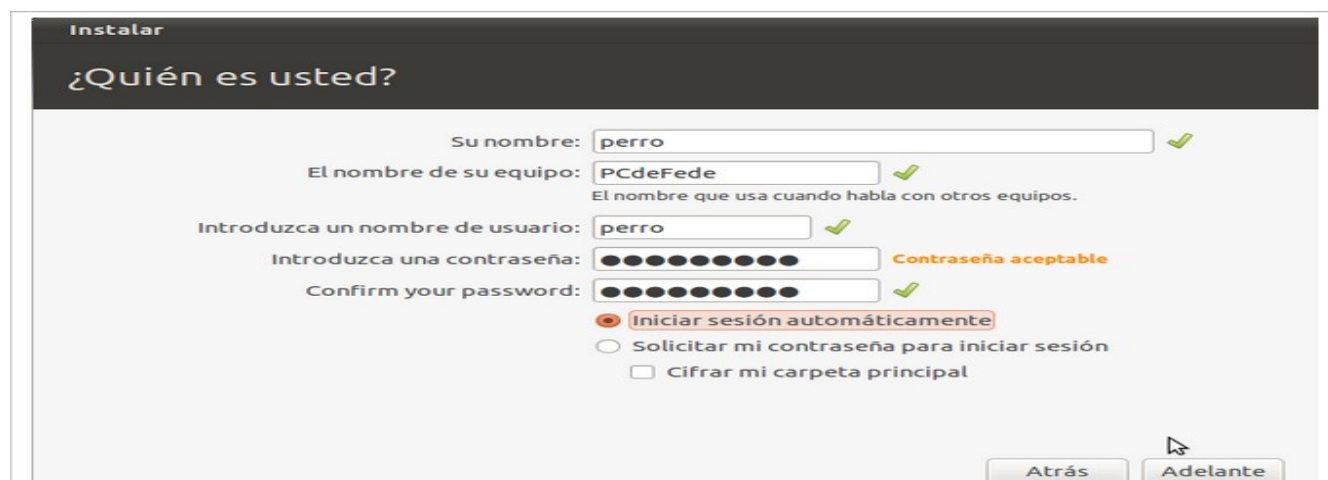 Instalar
¿Quién es usted?
Su nombre: perro
El nombre de su equipo: PCdeFede
El nombre que usa cuando habla con otros equipos.
Introduzca un nombre de usuario: perro
Introduzca una contraseña: ●●●●●●●●●● Contraseña aceptable
Confirm your password: ●●●●●●●●●●
Iniciar sesión automáticamente
Solicitar mi contraseña para iniciar sesión
Cifrar mi carpeta principal
Atrás Adelante